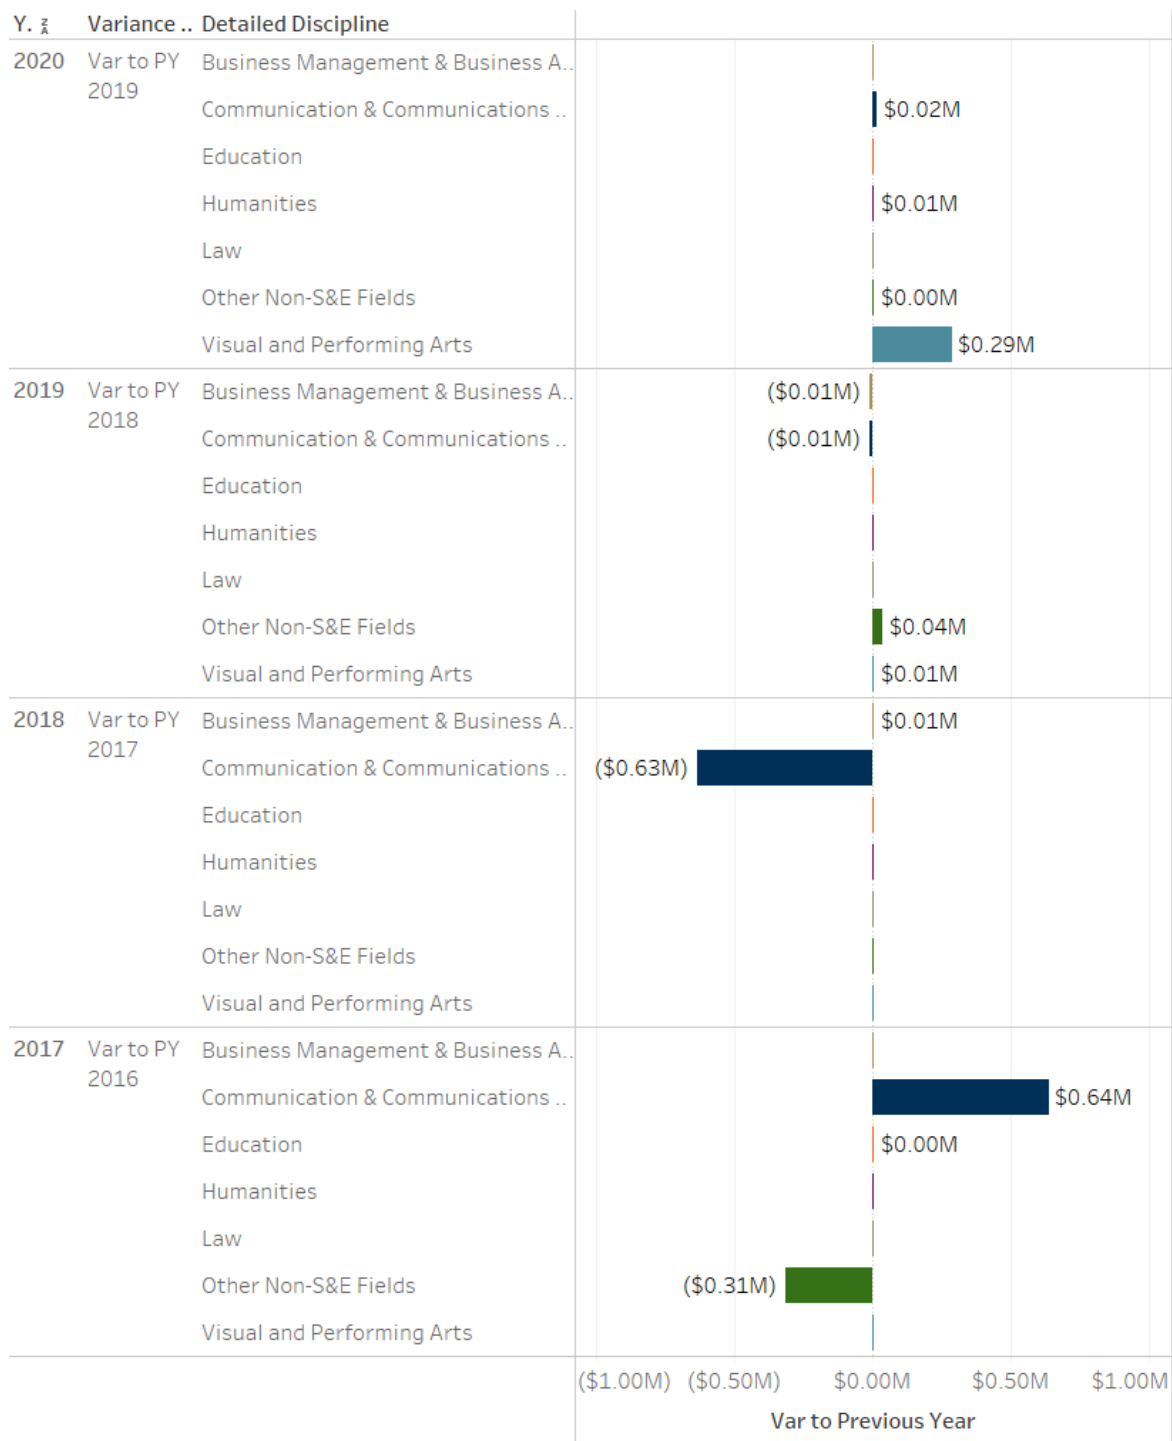 Y. Variance .. Detailed Discipline
2020 Var to PY 2019 Business Management & Business A..
Communication & Communications .. $0.02M
Education
Humanities $0.01M
Law
Other Non-S&E Fields $0.00M
Visual and Performing Arts $0.29M
2019 Var to PY 2018 Business Management & Business A.. ($0.01M)
Communication & Communications .. ($0.01M)
Education
Humanities
Law
Other Non-S&E Fields $0.04M
Visual and Performing Arts $0.01M
2018 Var to PY 2017 Business Management & Business A.. $0.01M
Communication & Communications .. ($0.63M)
Education
Humanities
Law
Other Non-S&E Fields
Visual and Performing Arts
2017 Var to PY 2016 Business Management & Business A..
Communication & Communications .. $0.64M
Education $0.00M
Humanities
Law
Other Non-S&E Fields ($0.31M)
Visual and Performing Arts
($1.00M) ($0.50M) $0.00M $0.50M $1.00M
Var to Previous Year